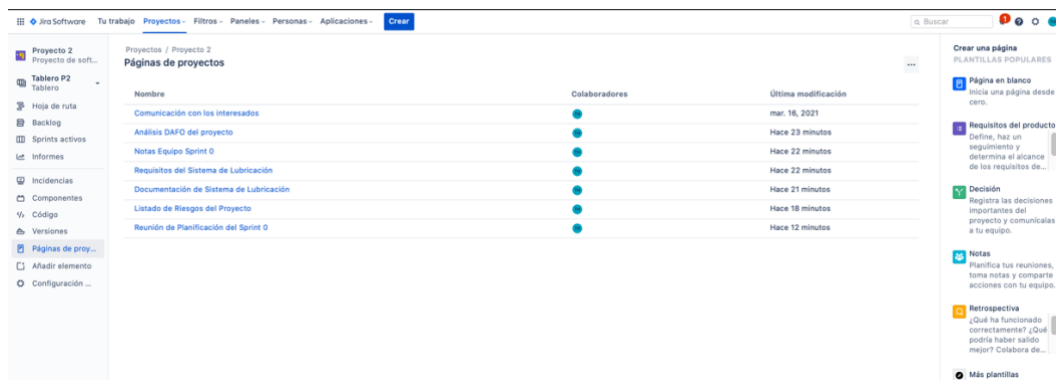 Jira Software Tu trabajo Proyectos Filtros Paneles Personas Aplicaciones Crear Buscar 1
Proyecto 2
Proyecto de soft...
Tablero P2
Tablero
Hoja de ruta
Backlog
Sprints activos
Informes
Incidencias
Componentes
Código
Versiones
Páginas de proy...
Añadir elemento
Configuración ...
Proyectos / Proyecto 2
Páginas de proyectos
Nombre Colaboradores Última modificación
Comunicación con los interesados mar. 16, 2021
Análisis DAFO del proyecto Hace 23 minutos
Notas Equipo Sprint 0 Hace 22 minutos
Requisitos del Sistema de Lubricación Hace 22 minutos
Documentación de Sistema de Lubricación Hace 21 minutos
Listado de Riesgos del Proyecto Hace 18 minutos
Reunión de Planificación del Sprint 0 Hace 12 minutos
Crear una página
PLANTILLAS POPULARES
Página en blanco
Inicia una página desde
cero.
Requisitos del producto
Define, haz un
seguimiento y
determina el alcance
de los requisitos de...
Decisión
Registra las decisiones
importantes del
proyecto y comunícalas
a tu equipo.
Notas
Planifica tus reuniones,
toma notas y comparte
acciones con tu equipo.
Retrospectiva
¿Qué ha funcionado
correctamente? ¿Qué
podría haber salido
mejor? Colabora de...
Más plantillas